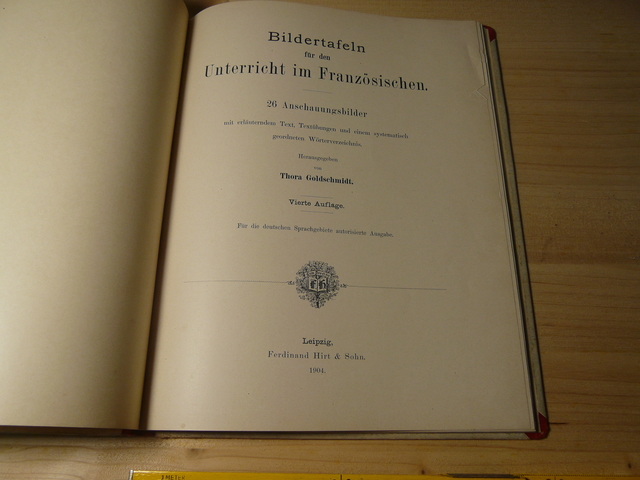 Bildertafeln
für den
Unterricht im Französischen.
26 Anschauungsbilder
mit erläuterndem Text, Textübungen und einem systematisch
geordneten Wörterverzeichnis.
Herausgegeben
von
Thora Goldschmidt.
Vierte Auflage.
Für die deutschen Sprachgebiete autorisierte Ausgabe.
Leipzig,
Ferdinand Hirt & Sohn.
1904.